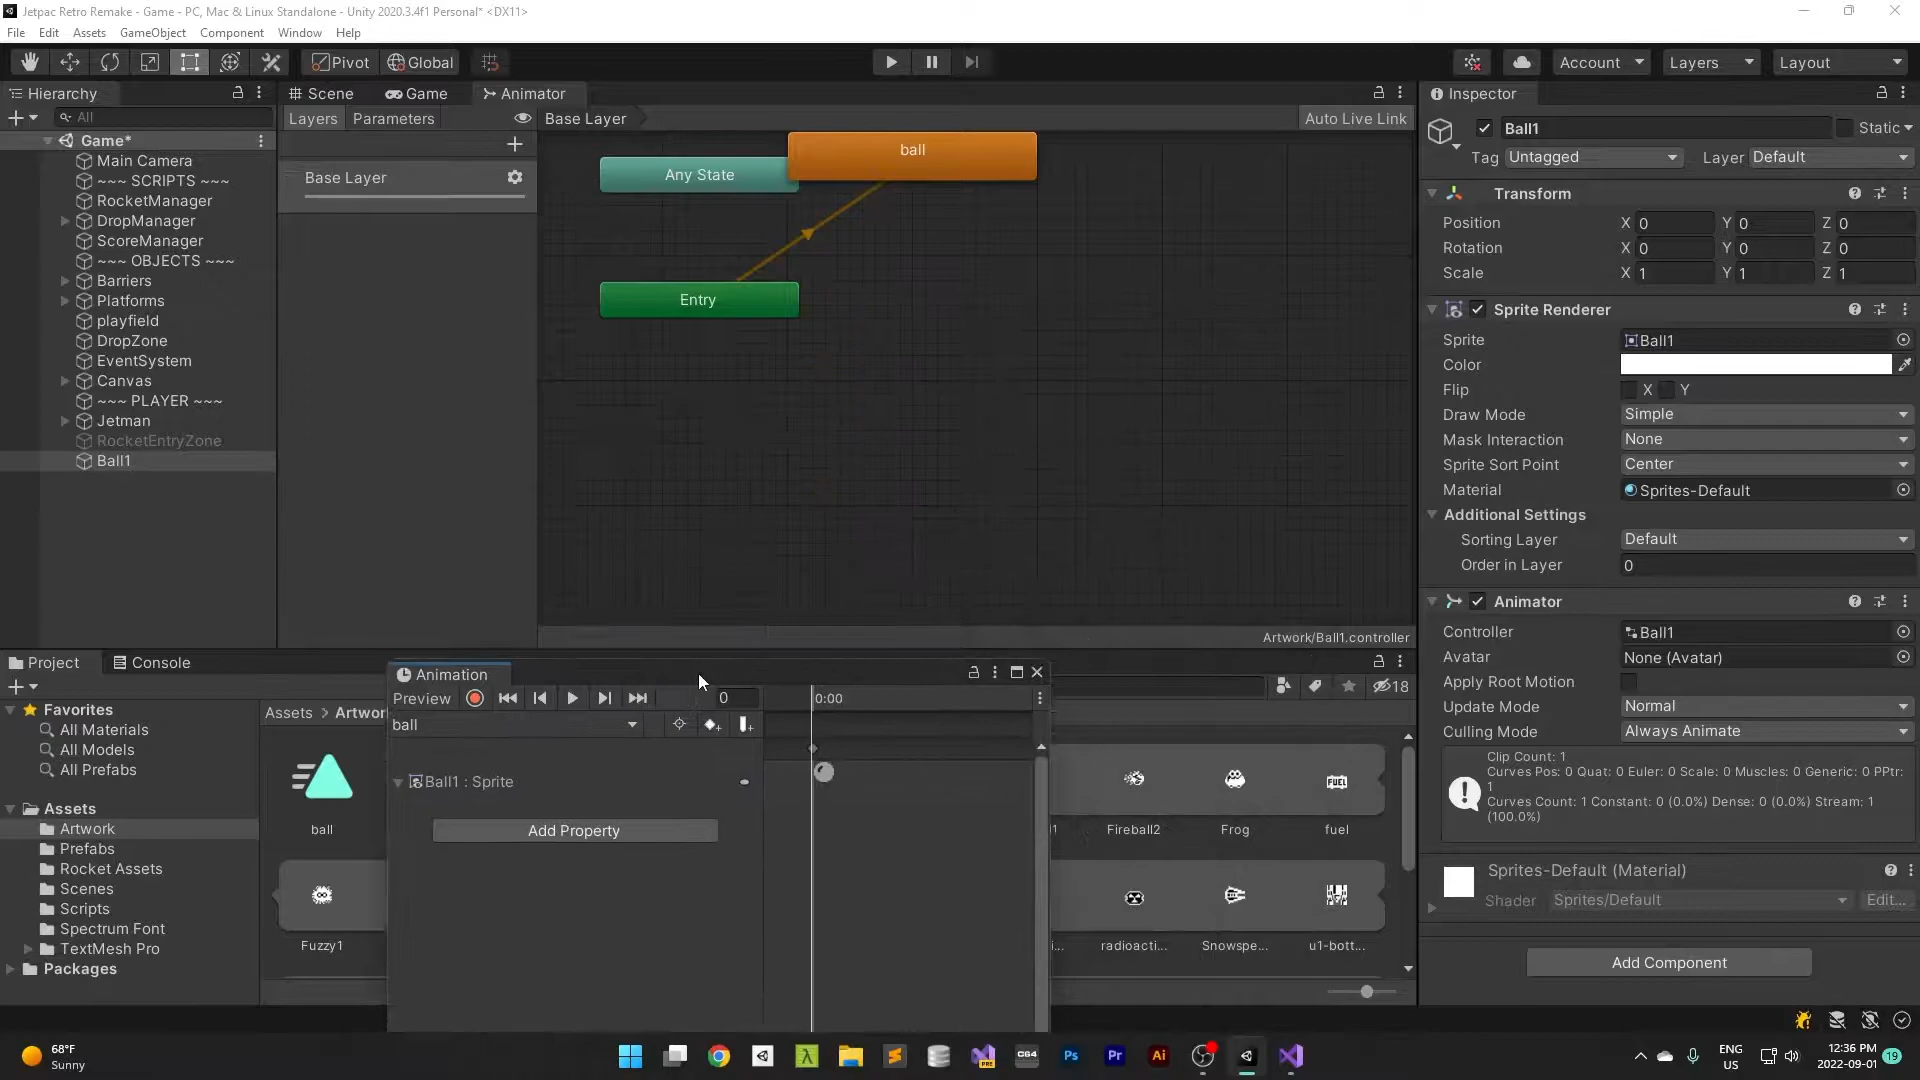 Jetpac Retro Remake - Game - PC, Mac & Linux Standalone - Unity 2020.3.4f1 Personal* <DX11>
File Edit Assets GameObject Component Window Help
Pivot Global Account Layers Layout
Hierarchy Scene Game Animator Inspector
All Layers Parameters Base Layer Auto Live Link
Game*
Main Camera
~~~ SCRIPTS ~~~
RocketManager
DropManager
ScoreManager
~~~ OBJECTS ~~~
Barriers
Platforms
playfield
DropZone
EventSystem
Canvas
~~~ PLAYER ~~~
Jetman
RocketEntryZone
Ball1
Base Layer
ball
Any State
Entry
Artwork/Ball1.controller
Ball1 Static
Tag Untagged Layer Default
Transform
Position X 0 Y 0 Z 0
Rotation X 0 Y 0 Z 0
Scale X 1 Y 1 Z 1
Sprite Renderer
Sprite Ball1
Color
Flip X Y
Draw Mode Simple
Mask Interaction None
Sprite Sort Point Center
Material Sprites-Default
Additional Settings
Sorting Layer Default
Order in Layer 0
Animator
Controller Ball1
Avatar None (Avatar)
Apply Root Motion
Update Mode Normal
Culling Mode Always Animate
Clip Count: 1
Curves Pos: 0 Quat: 0 Euler: 0 Scale: 0 Muscles: 0 Generic: 0 PPtr:
1
Curves Count: 1 Constant: 0 (0.0%) Dense: 0 (0.0%) Stream: 1
(100.0%)
Sprites-Default (Material)
Shader Sprites/Default Edit...
Add Component
Project Console
18
Favorites
All Materials
All Models
All Prefabs
Assets
Artwork
Prefabs
Rocket Assets
Scenes
Scripts
Spectrum Font
TextMesh Pro
Packages
Assets > Artwor
ball
Fuzzy1
Animation
Preview 0 0:00
ball
Ball1 : Sprite
Add Property
Fireball2 Frog fuel
radioacti... Snowspe... u1-bott...
68°F
Sunny
CG4 Ps Pr Ai
ENG
US
12:36 PM
2022-09-01
19